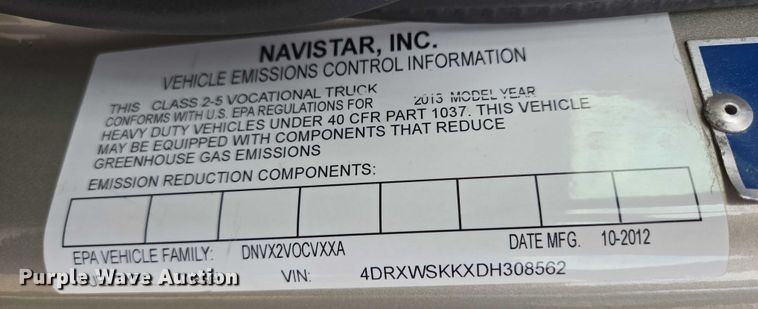 NAVISTAR, INC.
VEHICLE EMISSIONS CONTROL INFORMATION
THIS CLASS 2-5 VOCATIONAL TRUCK
CONFORMS WITH U.S. EPA REGULATIONS FOR 2013 MODEL YEAR
HEAVY DUTY VEHICLES UNDER 40 CFR PART 1037. THIS VEHICLE
MAY BE EQUIPPED WITH COMPONENTS THAT REDUCE
GREENHOUSE GAS EMISSIONS
EMISSION REDUCTION COMPONENTS:
EPA VEHICLE FAMILY: DNVX2VOCVXXA DATE MFG. 10-2012
VIN: 4DRXWSKKXDH308562
Purple Wave Auction